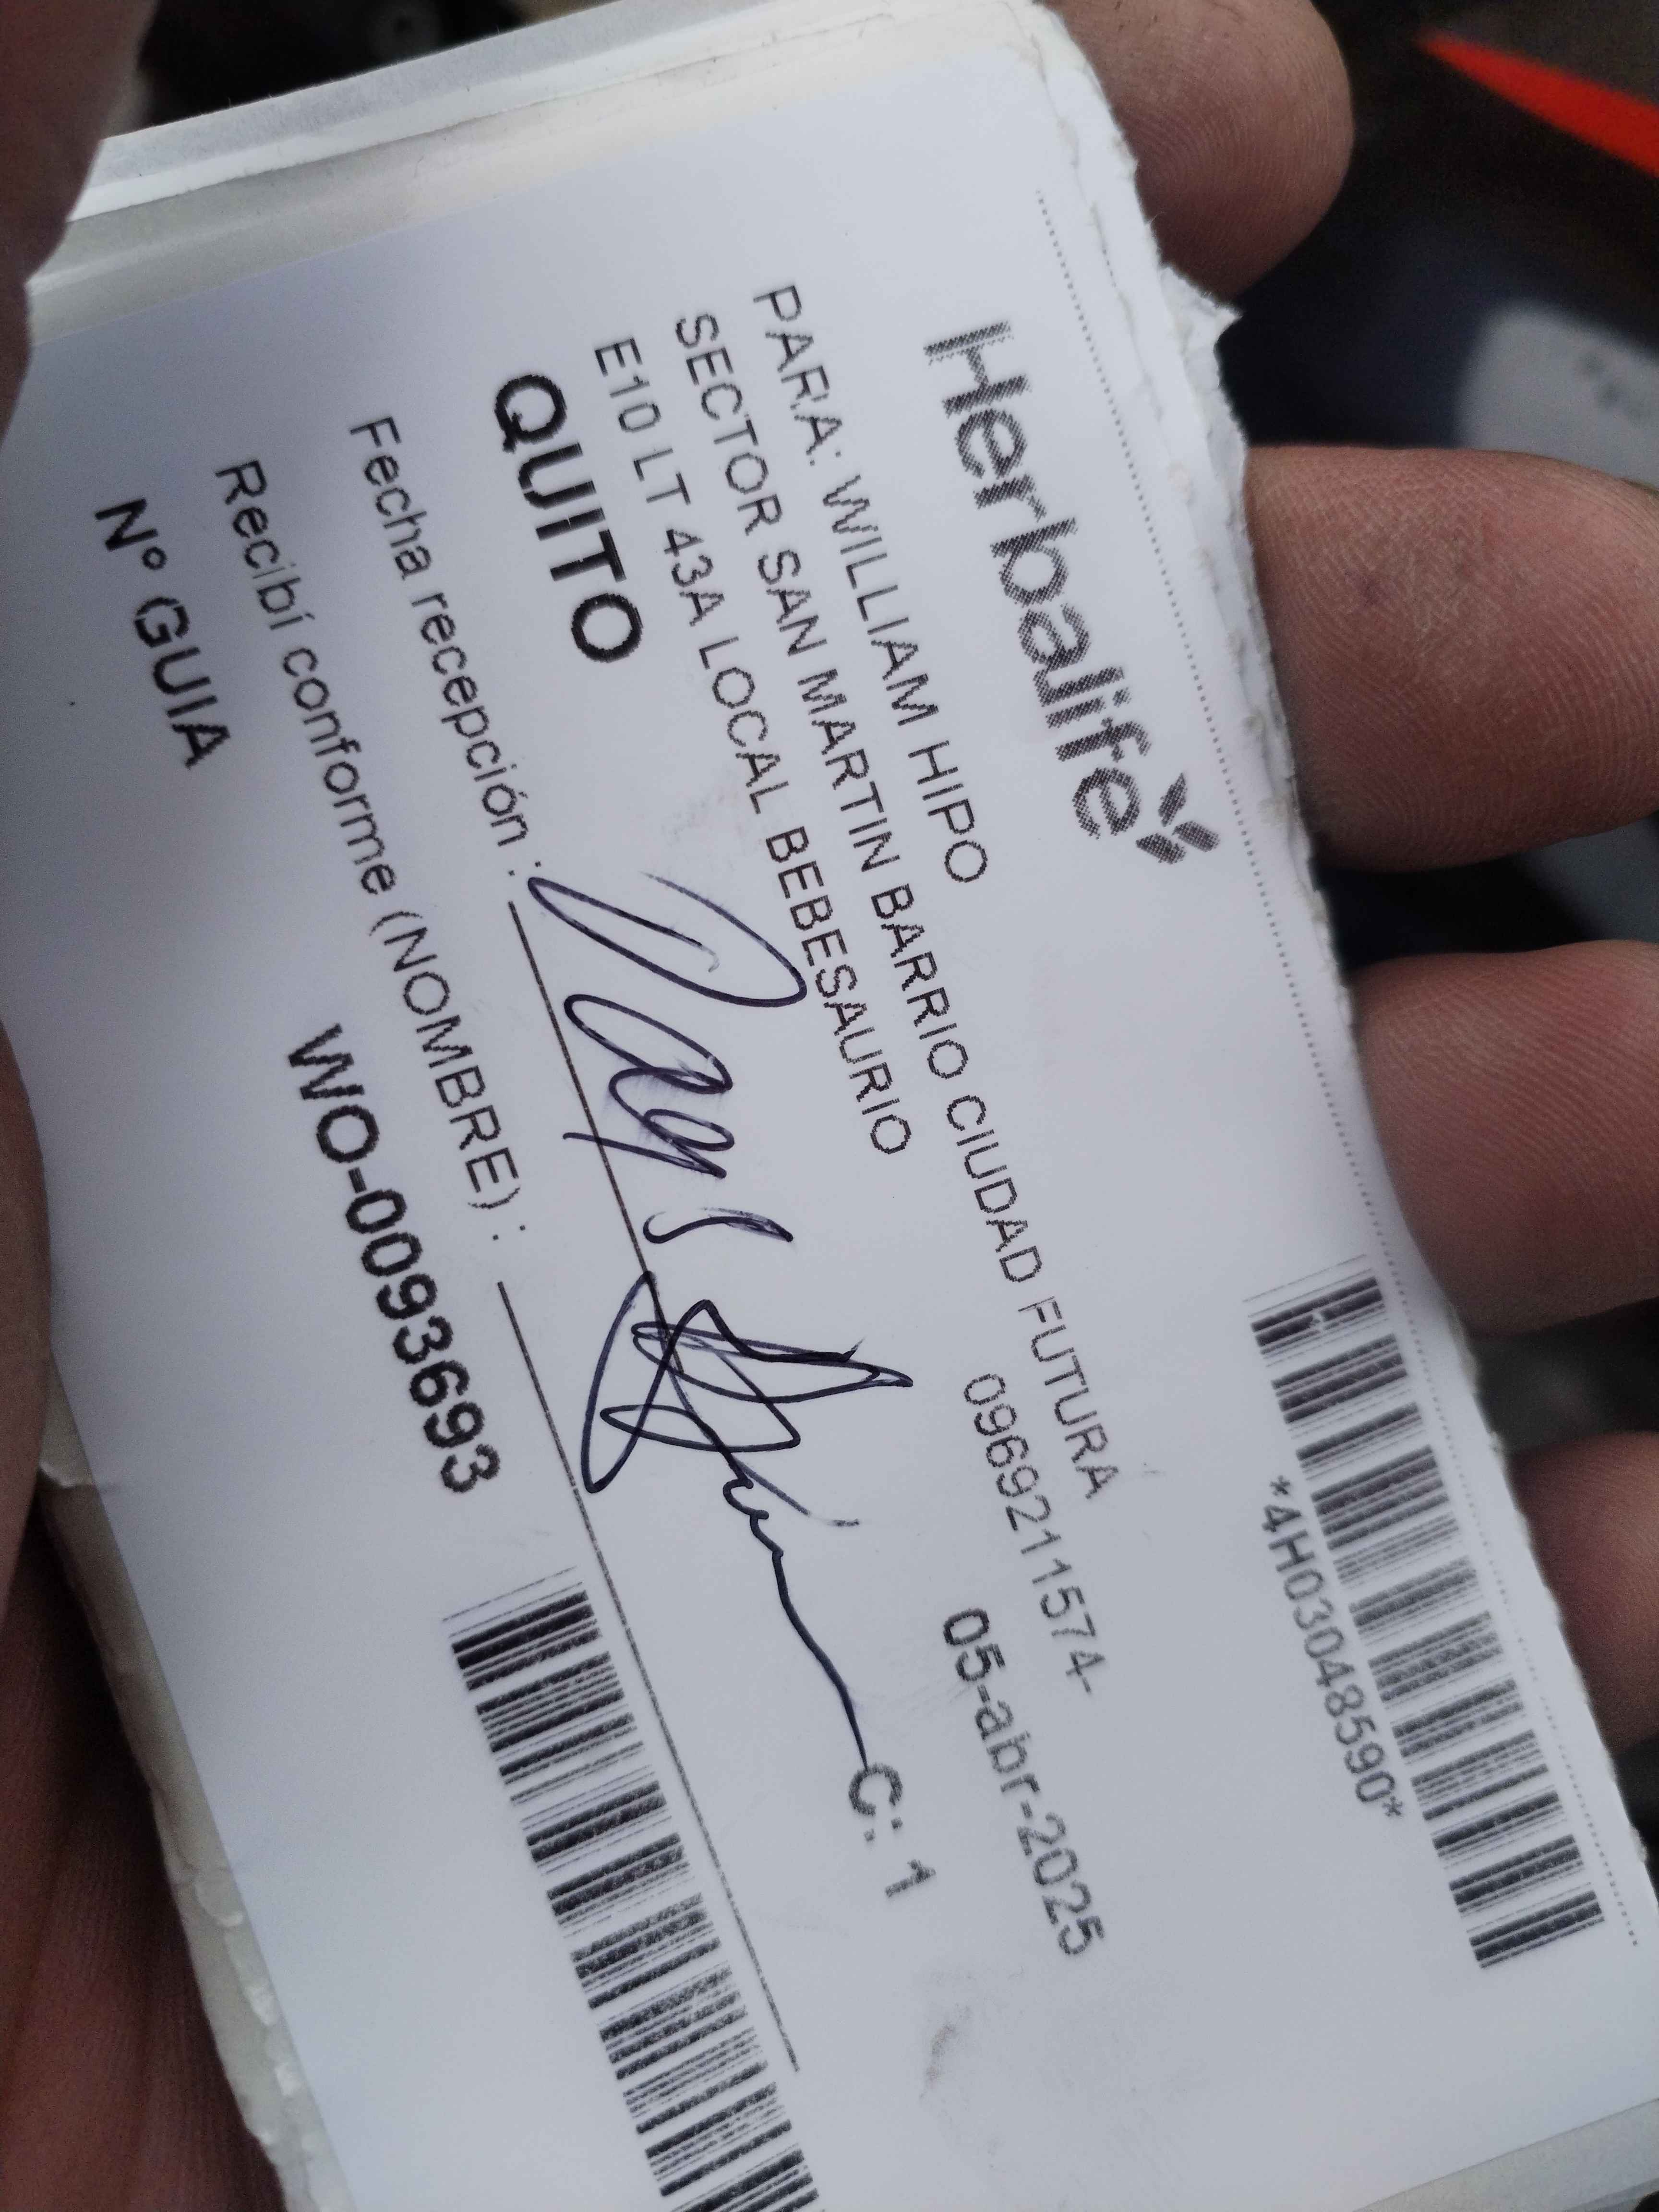 Herbalife
*4H03048590*
PARA: WILLIAM HIPO
SECTOR SAN MARTIN BARRIO CIUDAD FUTURA
E10 LT 43A LOCAL BEBESAURIO
0969211574-
QUITO
05-abr-2025
C: 1
Fecha recepción :
Recibí conforme (NOMBRE) :
Nº GUIA
WO-0093693